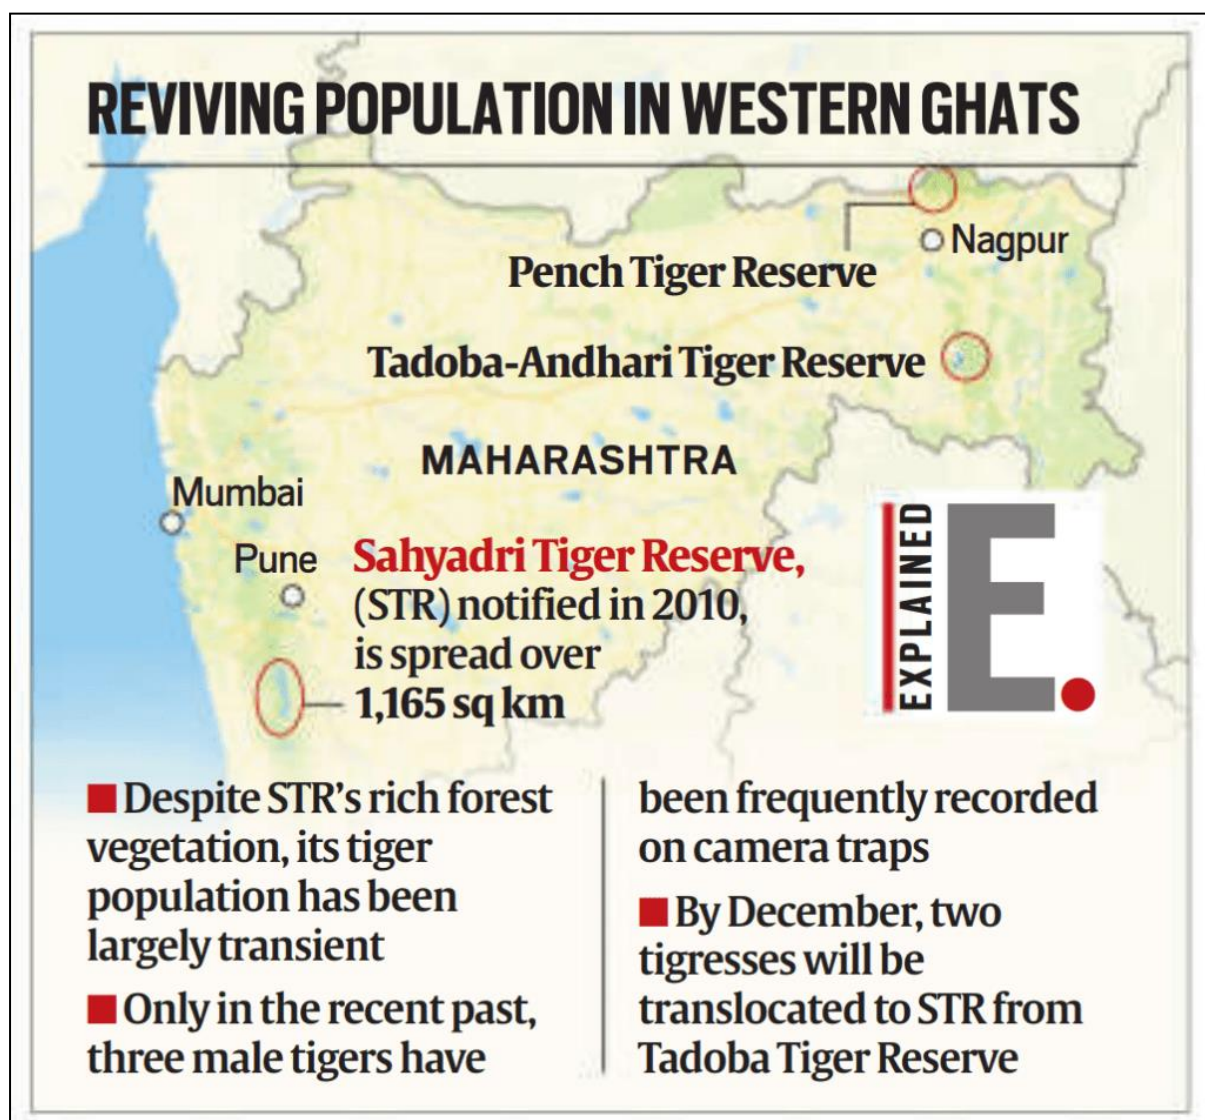 REVIVING POPULATION IN WESTERN GHATS
Nagpur
Pench Tiger Reserve
Tadoba-Andhari Tiger Reserve
MAHARASHTRA
Mumbai
Pune
Sahyadri Tiger Reserve,
(STR) notified in 2010,
is spread over
1,165 sq km
EXPLAINED
E.
■ Despite STR's rich forest
vegetation, its tiger
population has been
largely transient
■ Only in the recent past,
three male tigers have
been frequently recorded
on camera traps
■ By December, two
tigresses will be
translocated to STR from
Tadoba Tiger Reserve